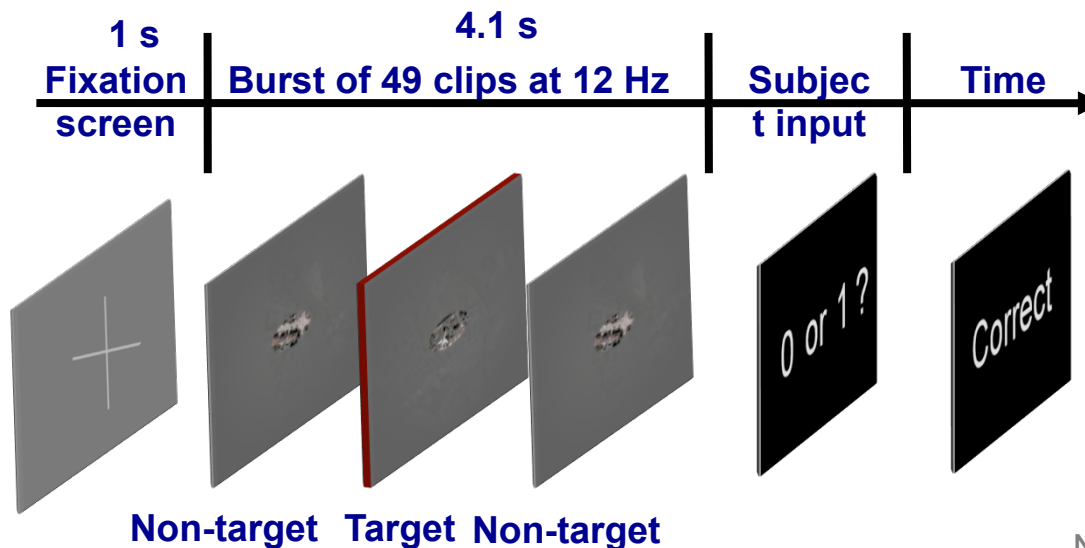 1 s
4.1 s
Fixation
Burst of 49 clips at 12 Hz
Subjec
Time
screen
t input
0 or 1 ?
Correct
Non-target
Target
Non-target
N